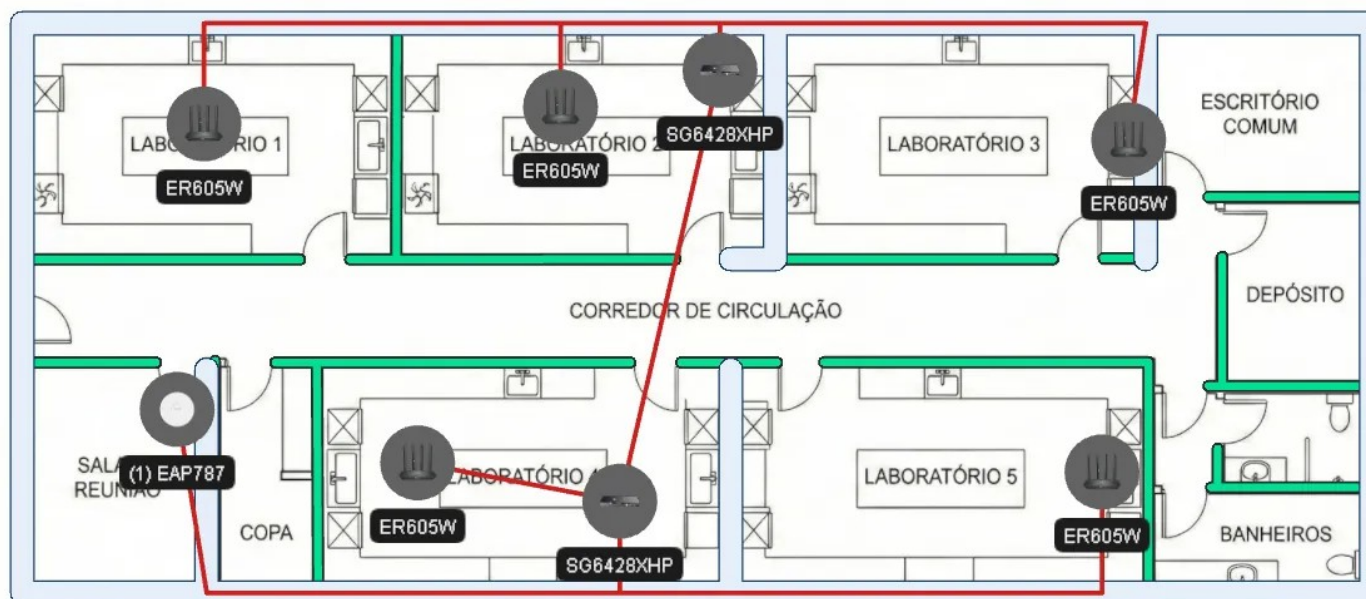 LABORATÓRIO 1
ER605W
LABORATÓRIO 2
ER605W
SG6428XHP
LABORATÓRIO 3
ER605W
ESCRITÓRIO
COMUM
DEPÓSITO
CORREDOR DE CIRCULAÇÃO
SALA
REUNIÃO
(1) EAP787
COPA
LABORATÓRIO 4
ER605W
SG6428XHP
LABORATÓRIO 5
ER605W
BANHEIROS